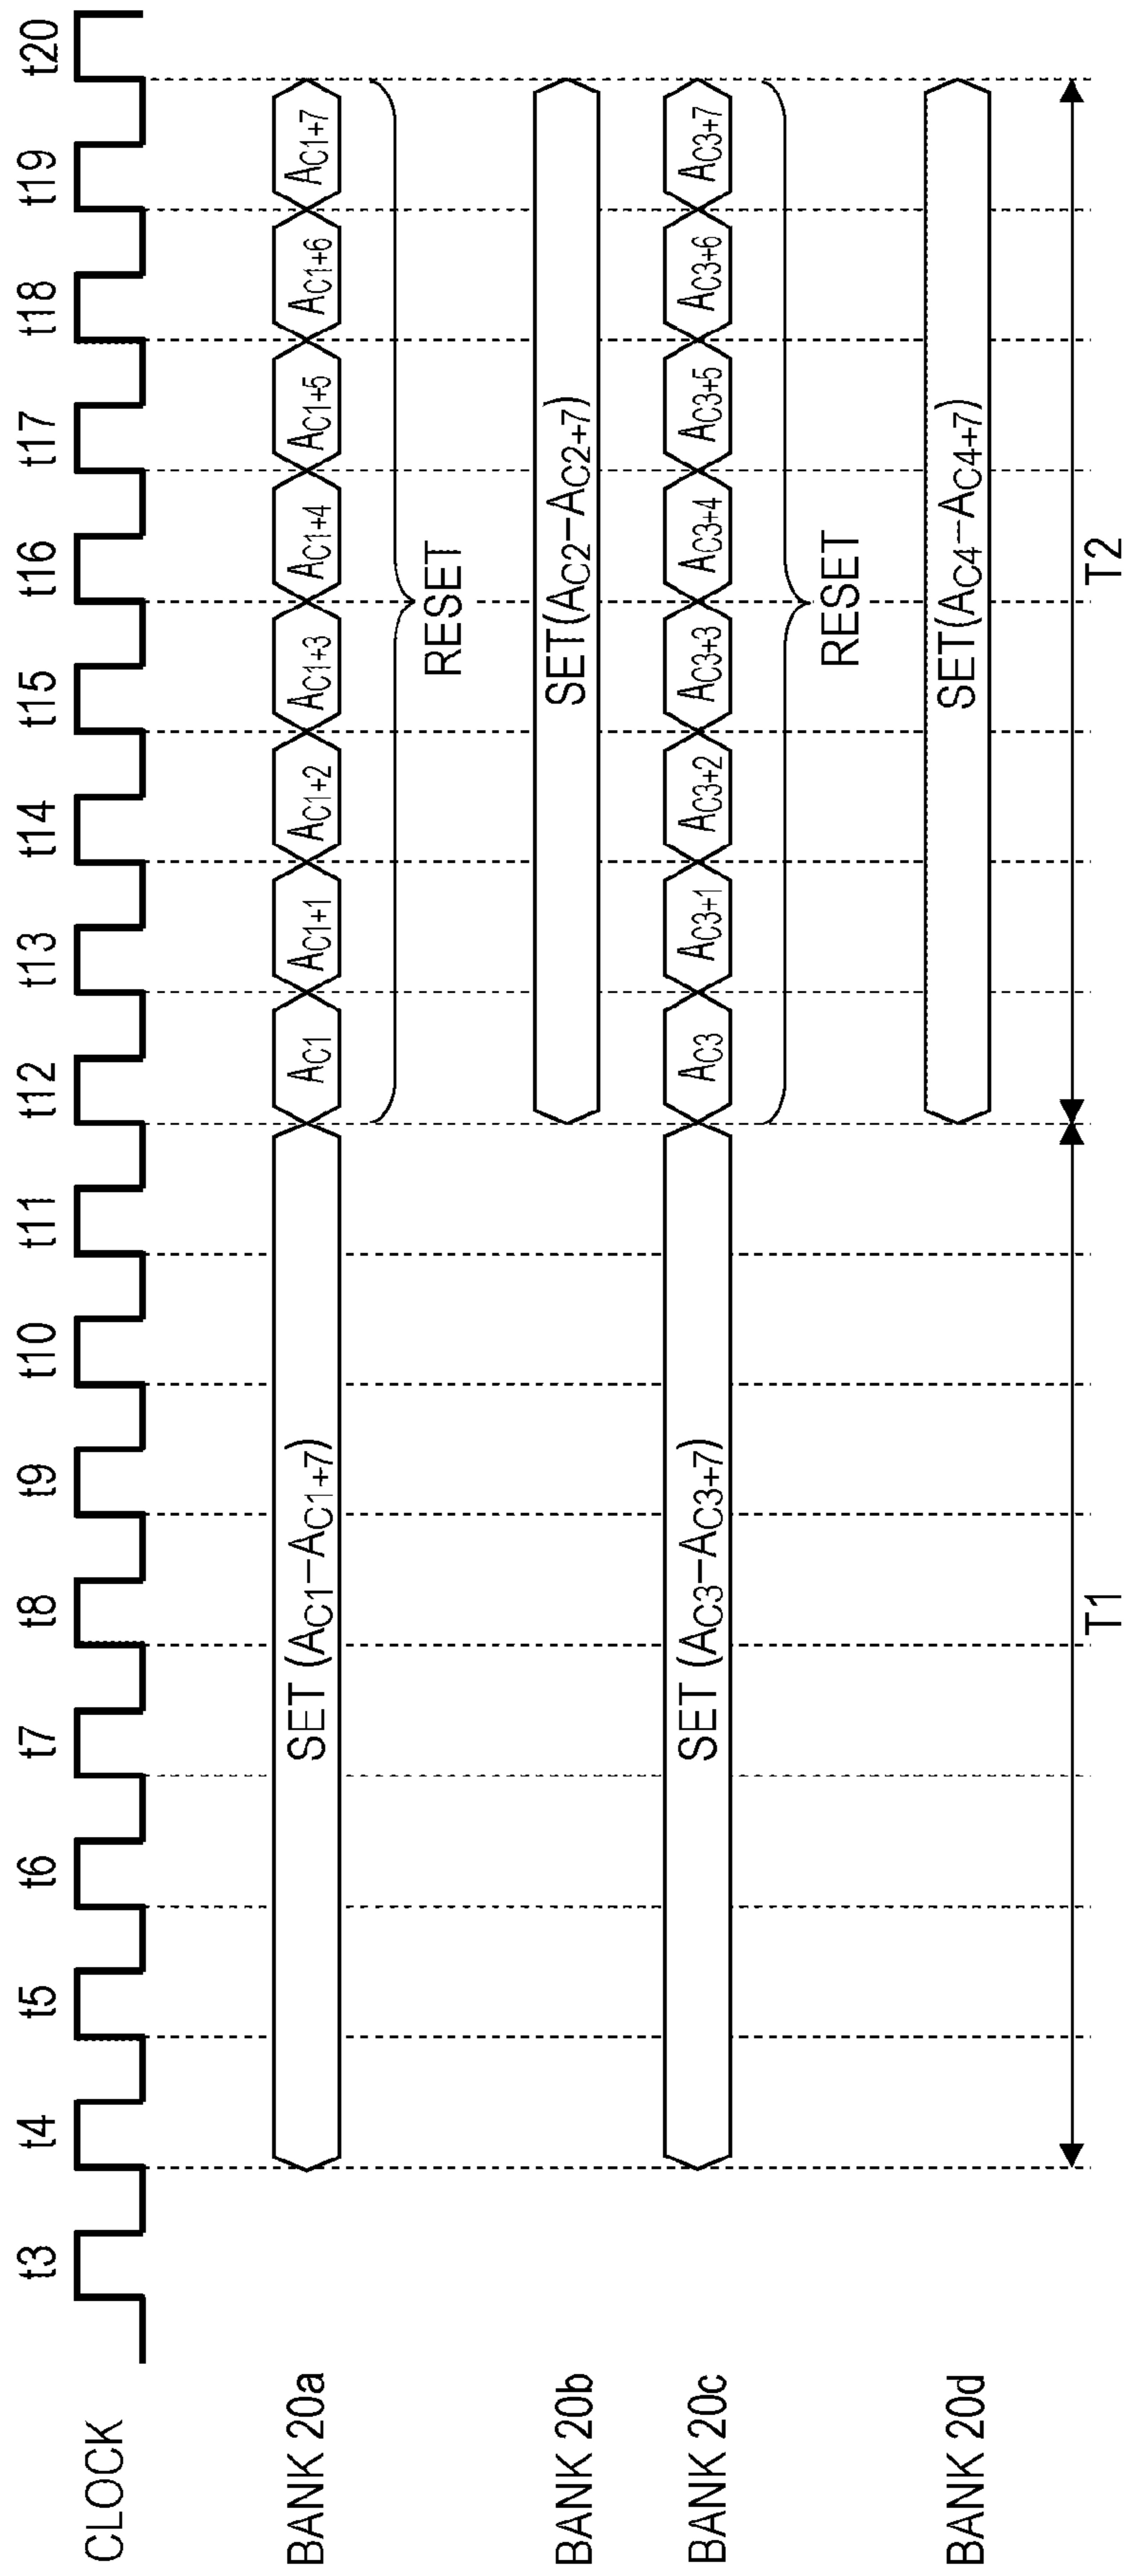 CLOCK
t3 t4 t5 t6 t7 t8 t9 t10 t11 t12 t13 t14 t15 t16 t17 t18 t19 t20
BANK 20a
SET (AC1–AC1+7)
AC1 AC1+1 AC1+2 AC1+3 AC1+4 AC1+5 AC1+6 AC1+7
RESET
BANK 20b
SET(AC2–AC2+7)
BANK 20c
SET (AC3–AC3+7)
AC3 AC3+1 AC3+2 AC3+3 AC3+4 AC3+5 AC3+6 AC3+7
RESET
BANK 20d
SET(AC4–AC4+7)
T1 T2